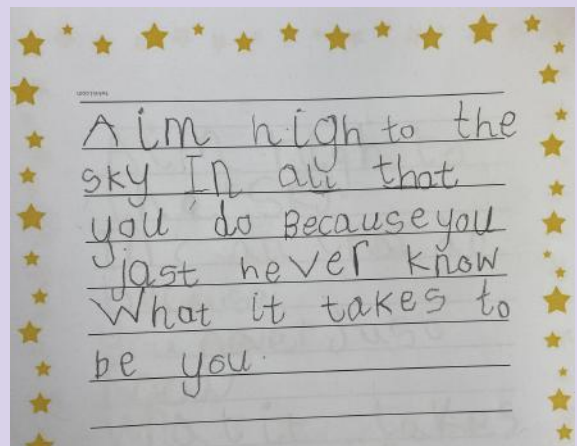 Aim high to the
sky In all that
you do Because you
jast never know
What it takes to
be you.